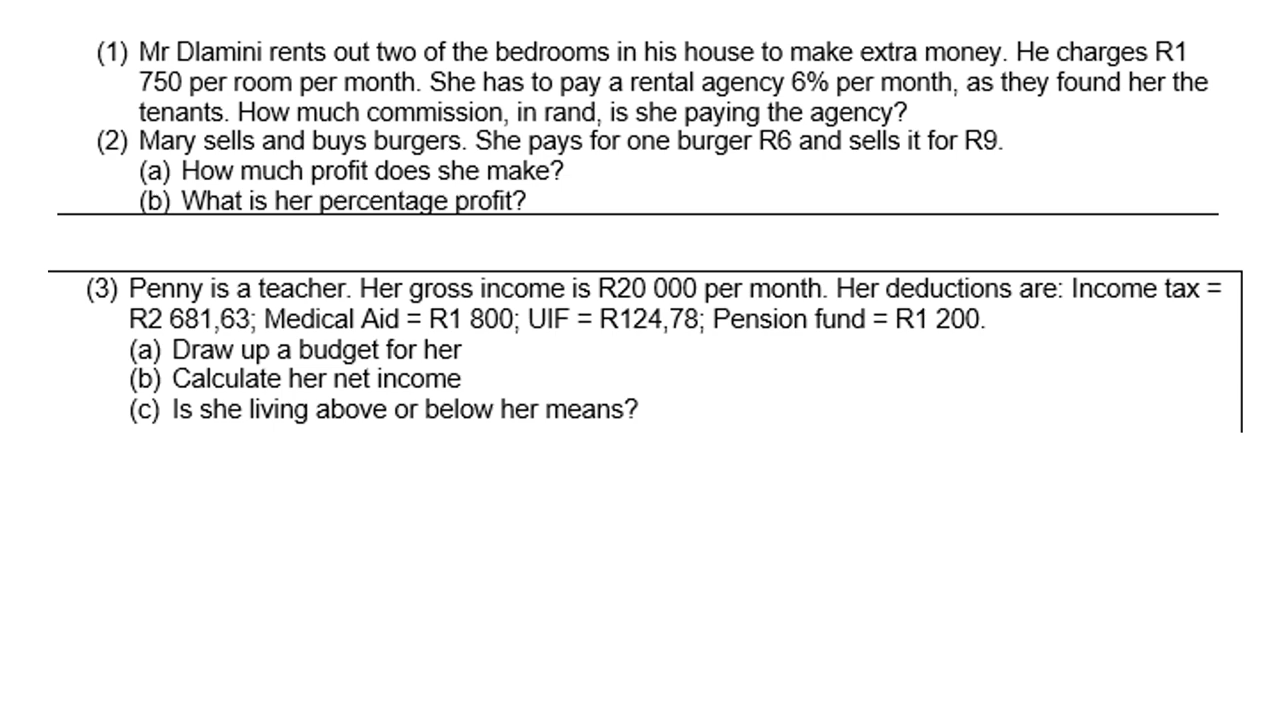 (1) Mr Dlamini rents out two of the bedrooms in his house to make extra money. He charges R1
750 per room per month. She has to pay a rental agency 6% per month, as they found her the
tenants. How much commission, in rand, is she paying the agency?
(2) Mary sells and buys burgers. She pays for one burger R6 and sells it for R9.
(a) How much profit does she make?
(b) What is her percentage profit?
(3) Penny is a teacher. Her gross income is R20 000 per month. Her deductions are: Income tax =
R2 681,63; Medical Aid = R1 800; UIF = R124,78; Pension fund = R1 200.
(a) Draw up a budget for her
(b) Calculate her net income
(c) Is she living above or below her means?